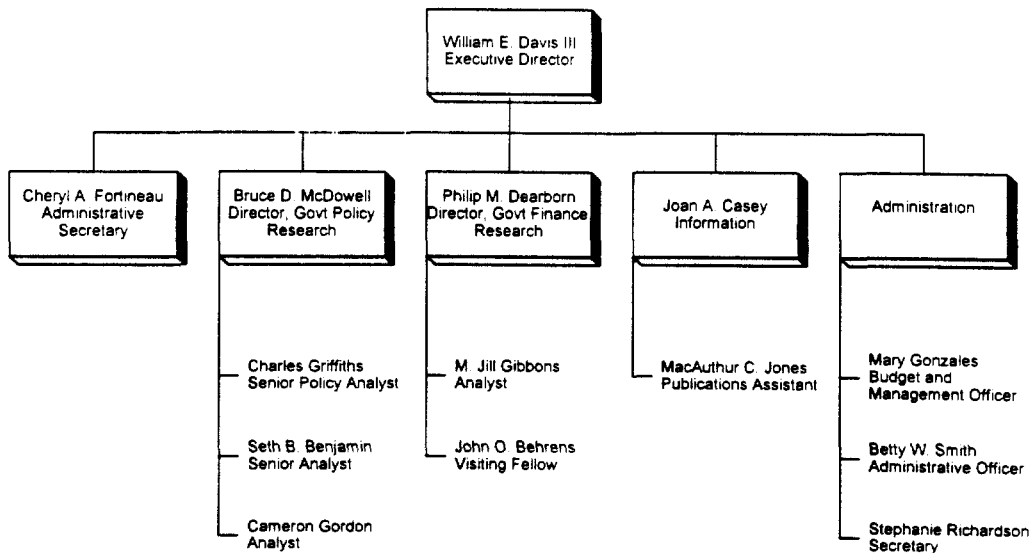 William E. Davis III
Executive Director
Cheryl A. Fortineau
Administrative
Secretary
Bruce D. McDowell
Director, Govt Policy
Research
Philip M. Dearborn
Director, Govt Finance
Research
Joan A. Casey
Information
Administration
Charles Griffiths
Senior Policy Analyst
Seth B. Benjamin
Senior Analyst
Cameron Gordon
Analyst
M. Jill Gibbons
Analyst
John O. Behrens
Visiting Fellow
MacAuthur C. Jones
Publications Assistant
Mary Gonzales
Budget and
Management Officer
Betty W. Smith
Administrative Officer
Stephanie Richardson
Secretary